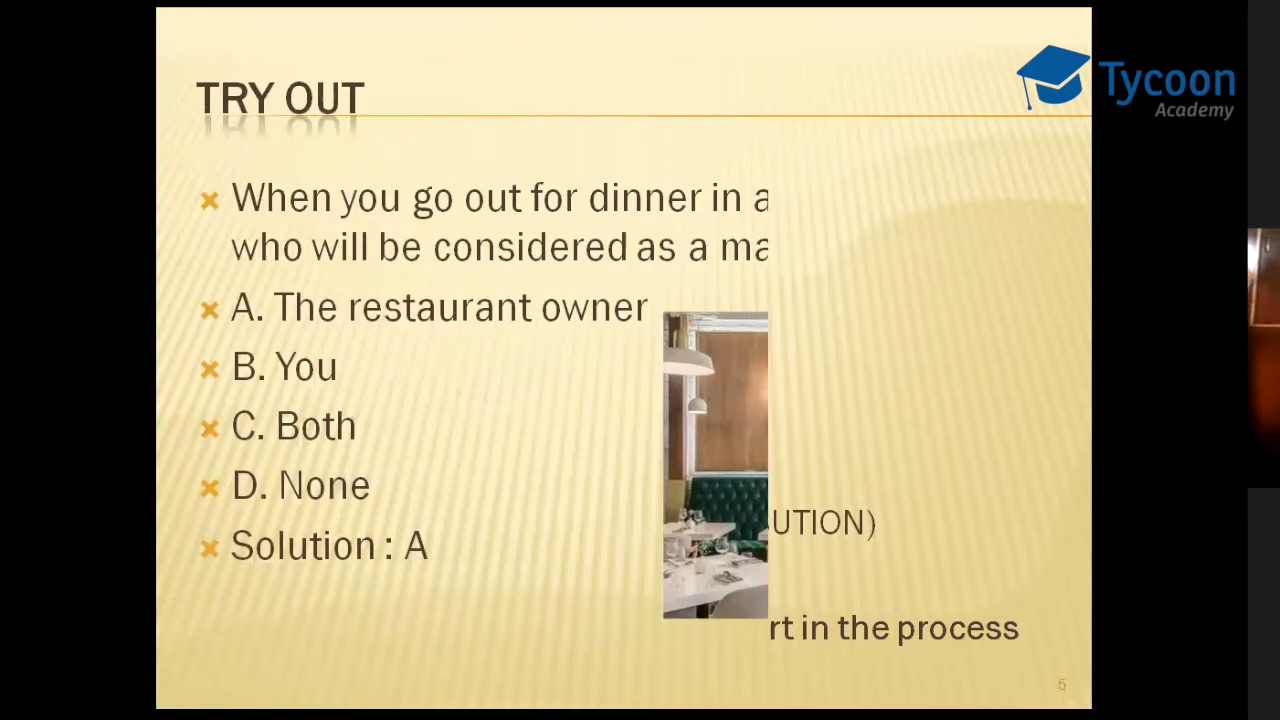 Tycoon
Academy
TRY OUT
When you go out for dinner in a
who will be considered as a ma
A. The restaurant owner
B. You
C. Both
D. None
UTION)
Solution : A
rt in the process
5